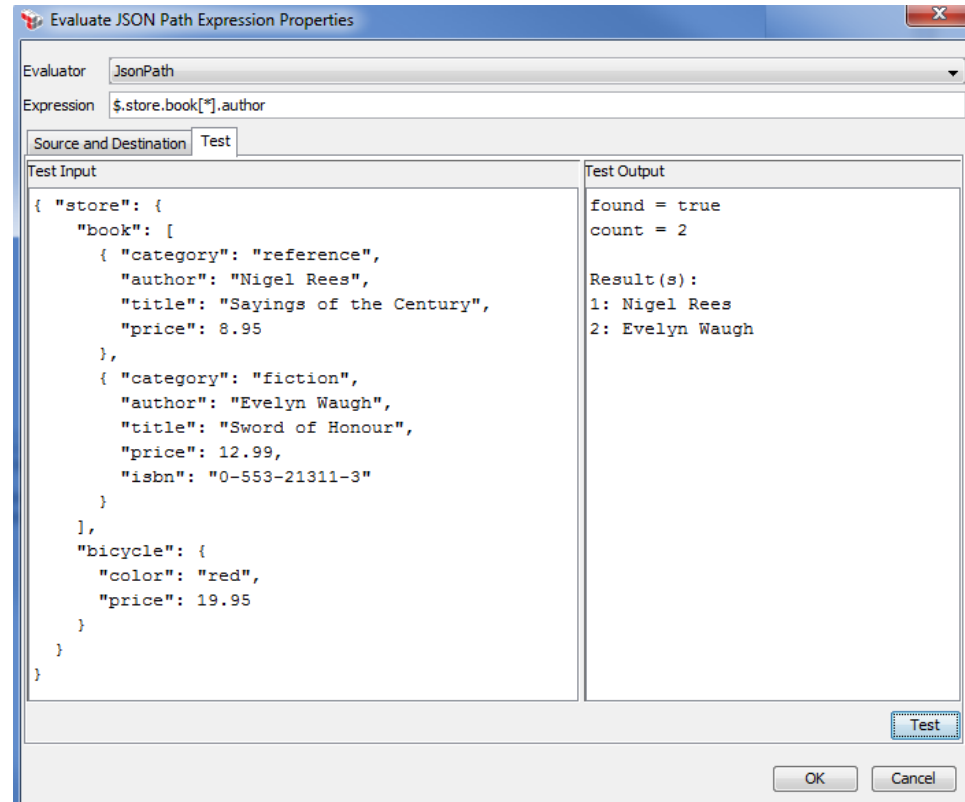 Evaluate JSON Path Expression Properties
Evaluator JsonPath
Expression $.store.book[*].author
Source and Destination Test
Test Input
{ "store": {
    "book": [
      { "category": "reference",
        "author": "Nigel Rees",
        "title": "Sayings of the Century",
        "price": 8.95
      },
      { "category": "fiction",
        "author": "Evelyn Waugh",
        "title": "Sword of Honour",
        "price": 12.99,
        "isbn": "0-553-21311-3"
      }
    ],
    "bicycle": {
      "color": "red",
      "price": 19.95
    }
  }
}
Test Output
found = true
count = 2

Result(s):
1: Nigel Rees
2: Evelyn Waugh
Test
OK Cancel